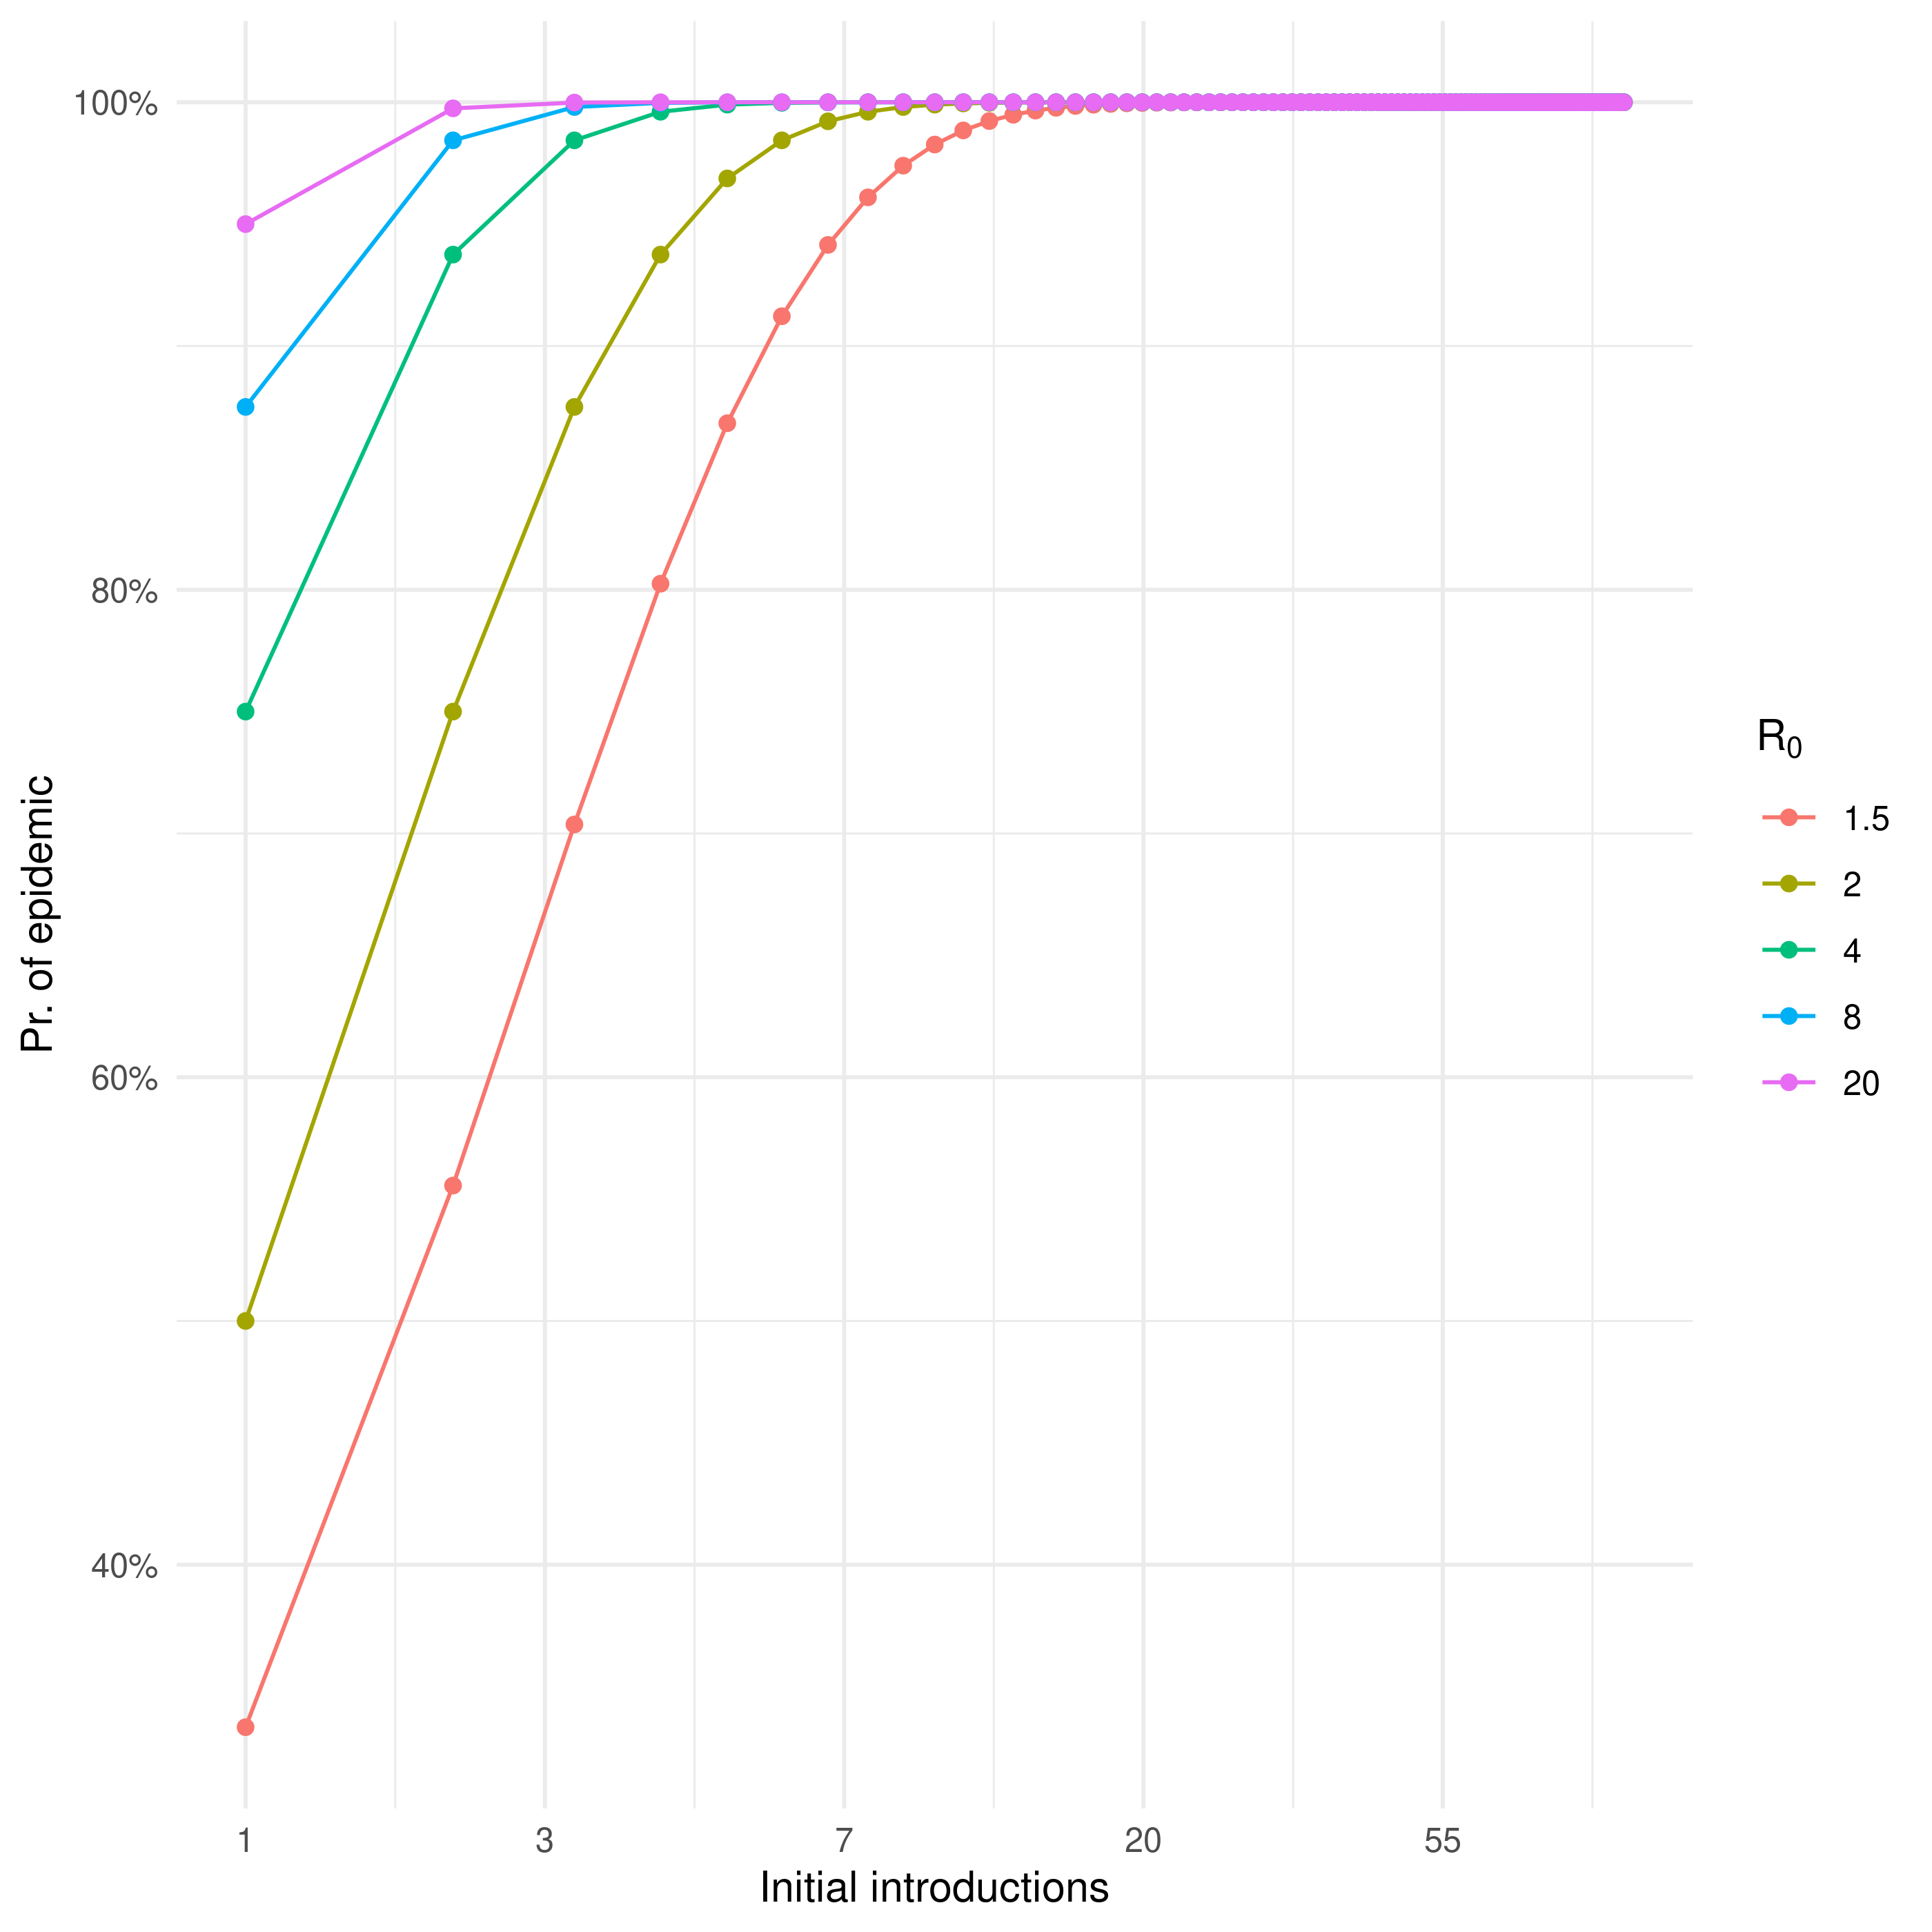 100%
80%
60%
40%
Pr. of epidemic
1 3 7 20 55
Initial introductions
R₀
1.5
2
4
8
20